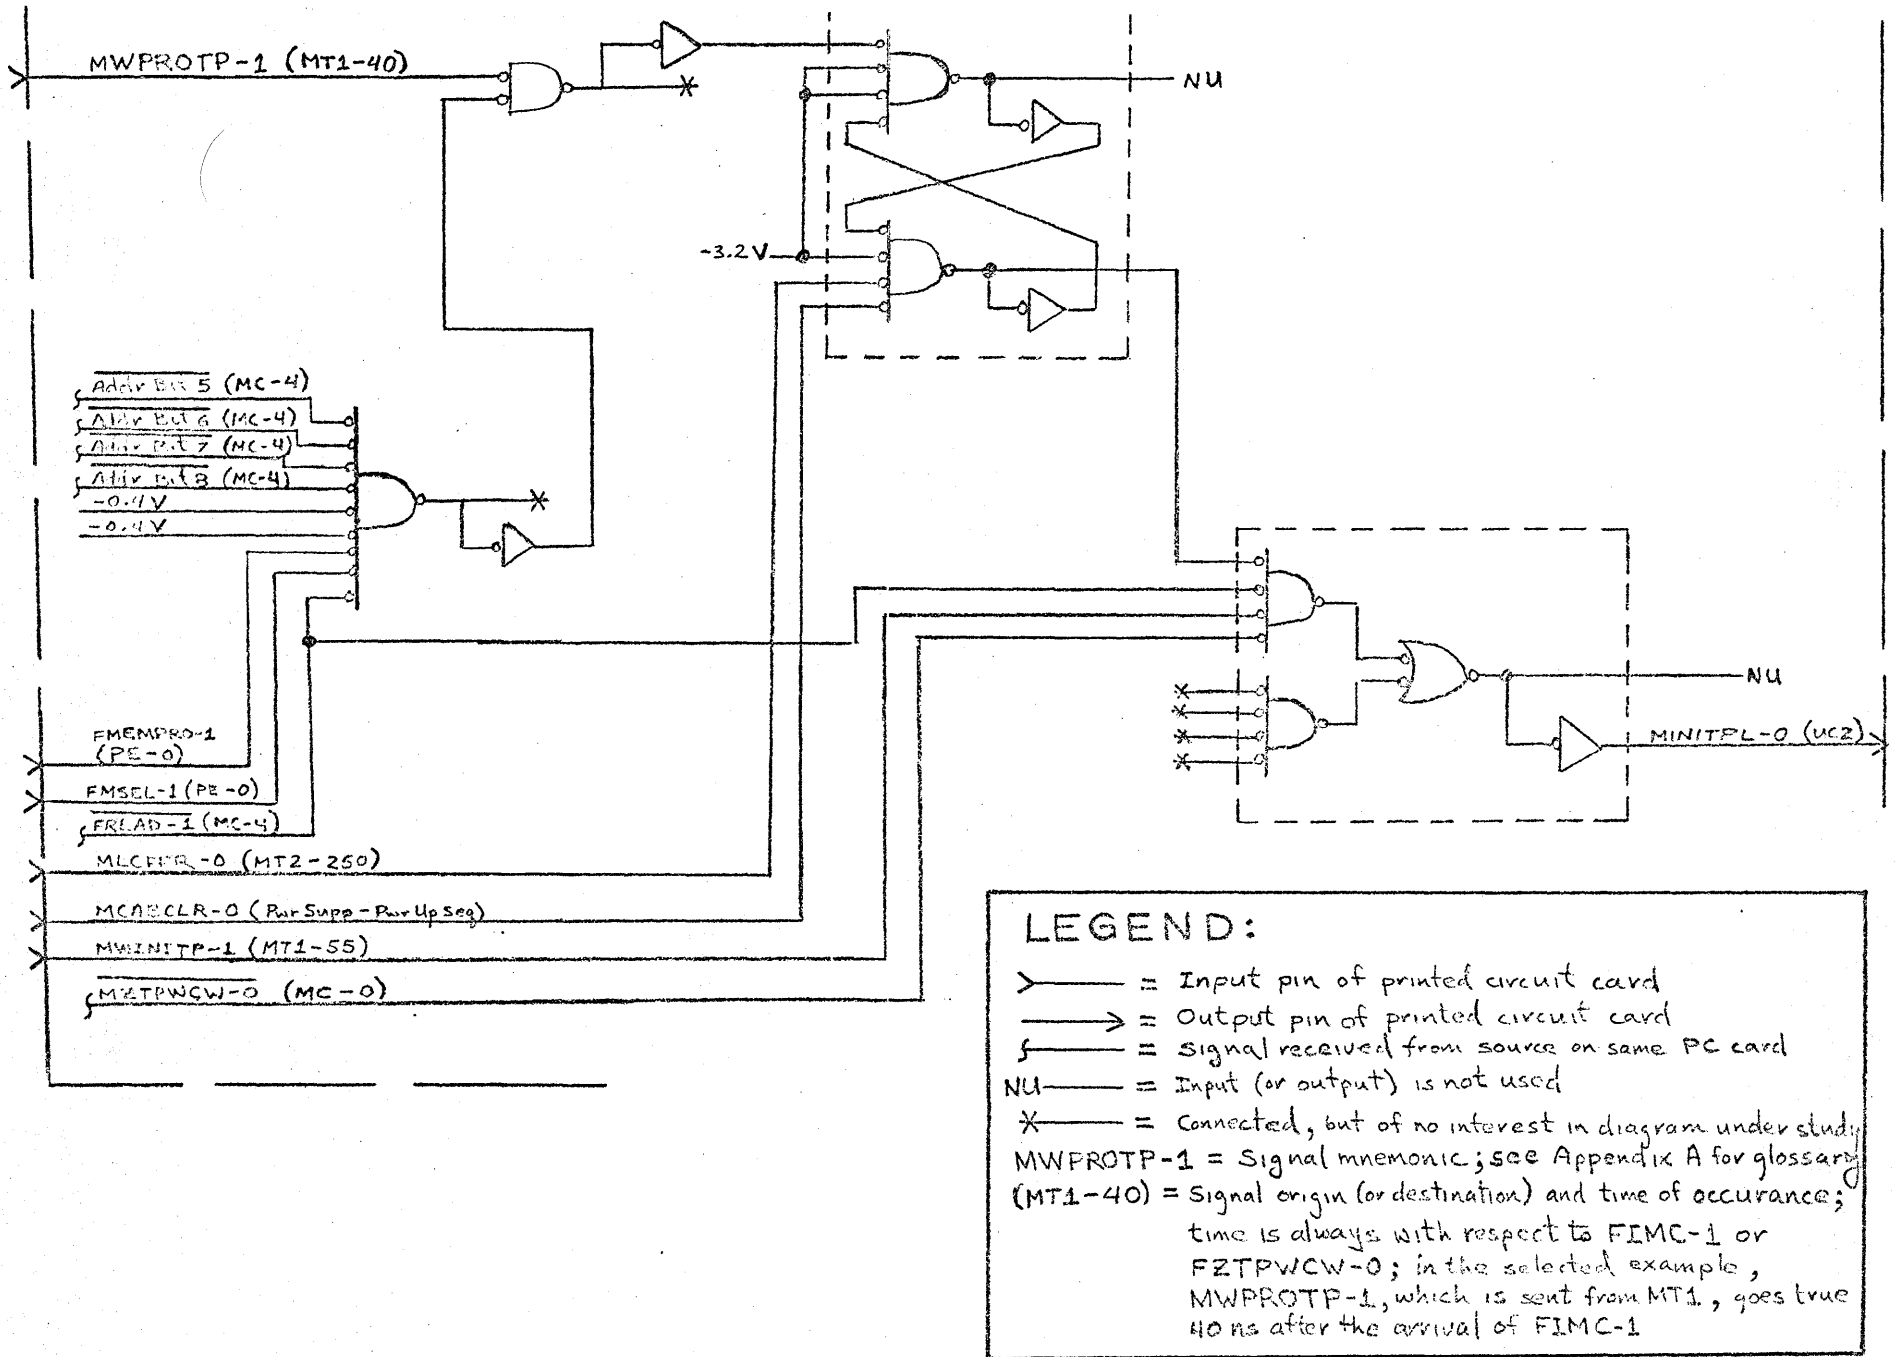 MWPROTP-1 (MT1-40)
NU
-3.2V
Addr Bit 5 (MC-4)
Addr Bit 6 (MC-4)
Addr Bit 7 (MC-4)
Addr Bit 8 (MC-4)
-0.4V
-0.4V
NU
MINITPL-0 (UCZ)
FMEMPRO-1
(PE-0)
FMSEL-1 (PE-0)
FREAD-1 (MC-4)
(MT2-250)
(Pwr Supp-Pwr Up Seq)
MWINITP-1 (MT1-55)
MZTPWCW-0 (MC-0)
LEGEND:
= Input pin of printed circuit card
= Output pin of printed circuit card
= Signal received from source on same PC card
NU = Input (or output) is not used
= Connected, but of no interest in diagram under study
MWPROTP-1 = Signal mnemonic; see Appendix A for glossary
(MT1-40) = Signal origin (or destination) and time of occurance;
time is always with respect to FIMC-1 or
FZTPWCW-0; in the selected example,
MWPROTP-1, which is sent from MT1, goes true
40 ns after the arrival of FIMC-1